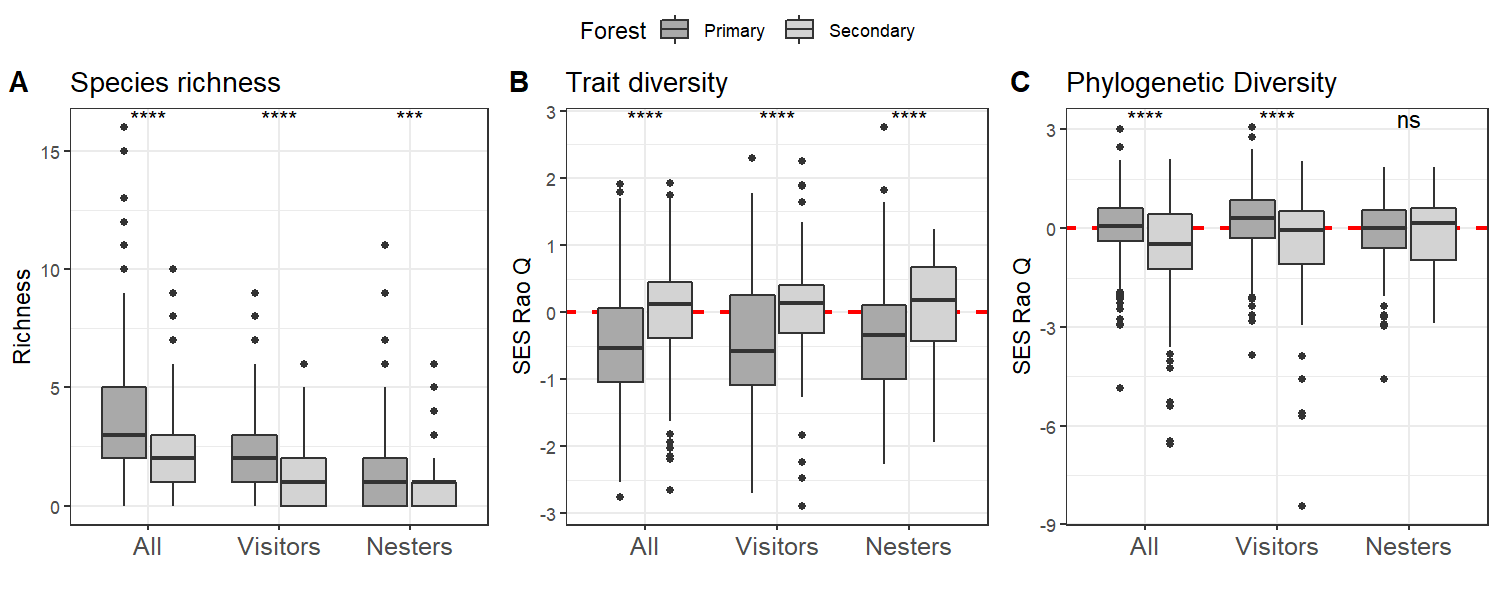 Forest Primary Secondary
A Species richness
B Trait diversity
C Phylogenetic Diversity
**** **** ***
15
10
5
0
Richness
All Visitors Nesters
**** **** ****
3
2
1
0
-1
-2
-3
SES Rao Q
All Visitors Nesters
**** **** ns
3
0
-3
-6
-9
SES Rao Q
All Visitors Nesters